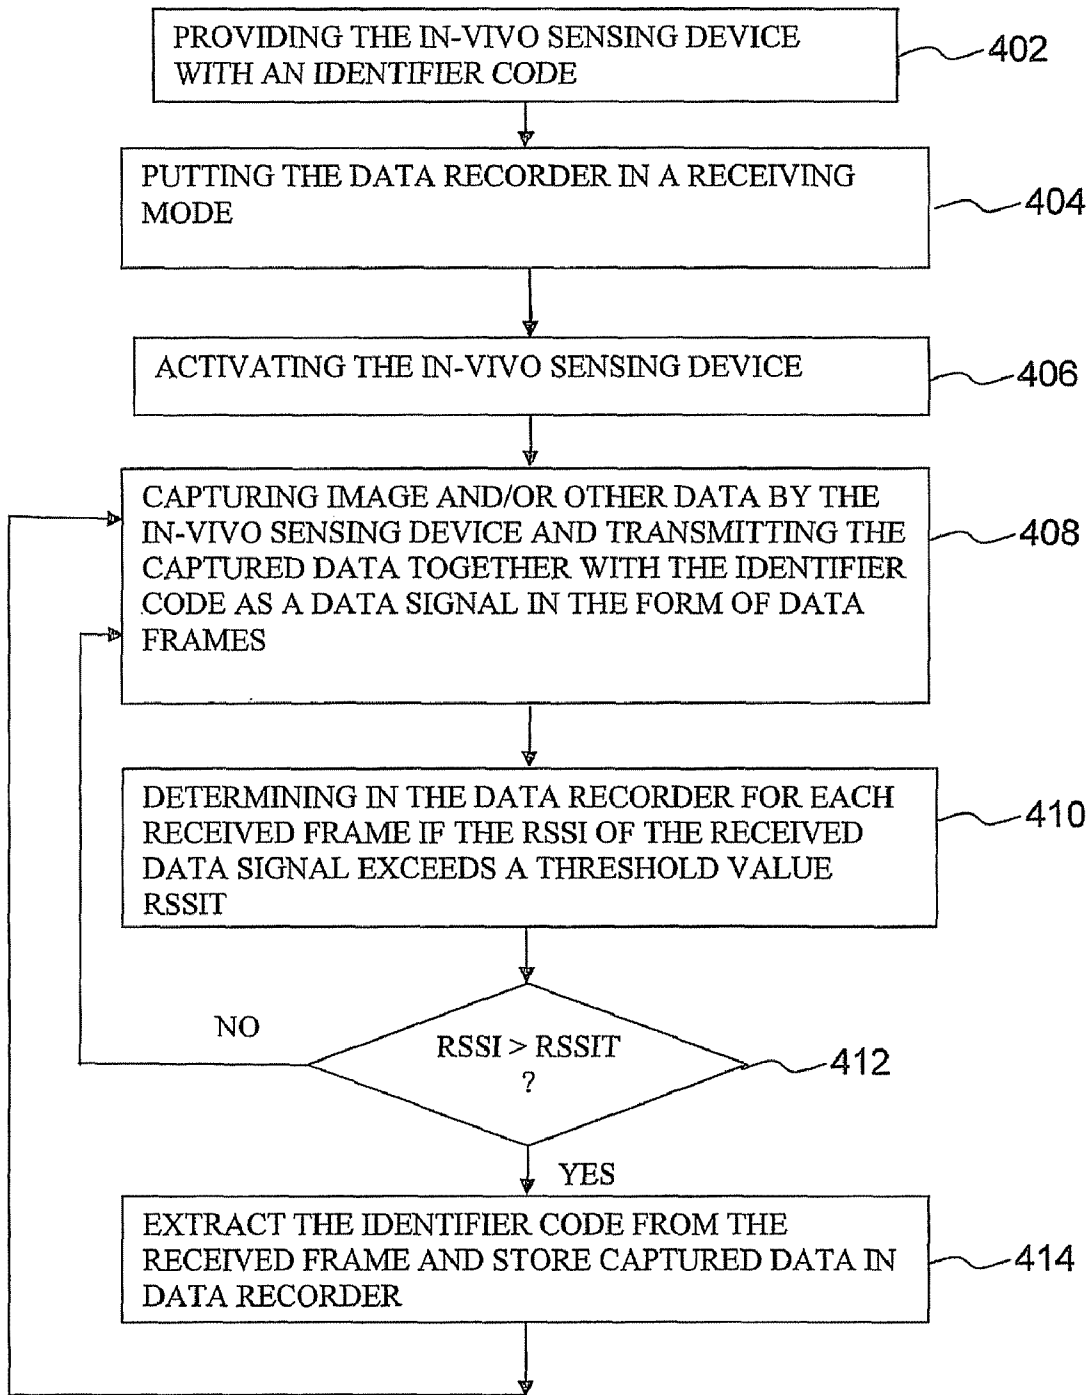 PROVIDING THE IN-VIVO SENSING DEVICE
WITH AN IDENTIFIER CODE
402
PUTTING THE DATA RECORDER IN A RECEIVING
MODE
404
ACTIVATING THE IN-VIVO SENSING DEVICE
406
CAPTURING IMAGE AND/OR OTHER DATA BY THE
IN-VIVO SENSING DEVICE AND TRANSMITTING THE
CAPTURED DATA TOGETHER WITH THE IDENTIFIER
CODE AS A DATA SIGNAL IN THE FORM OF DATA
FRAMES
408
DETERMINING IN THE DATA RECORDER FOR EACH
RECEIVED FRAME IF THE RSSI OF THE RECEIVED
DATA SIGNAL EXCEEDS A THRESHOLD VALUE
RSSIT
410
NO
RSSI > RSSIT
?
412
YES
EXTRACT THE IDENTIFIER CODE FROM THE
RECEIVED FRAME AND STORE CAPTURED DATA IN
DATA RECORDER
414